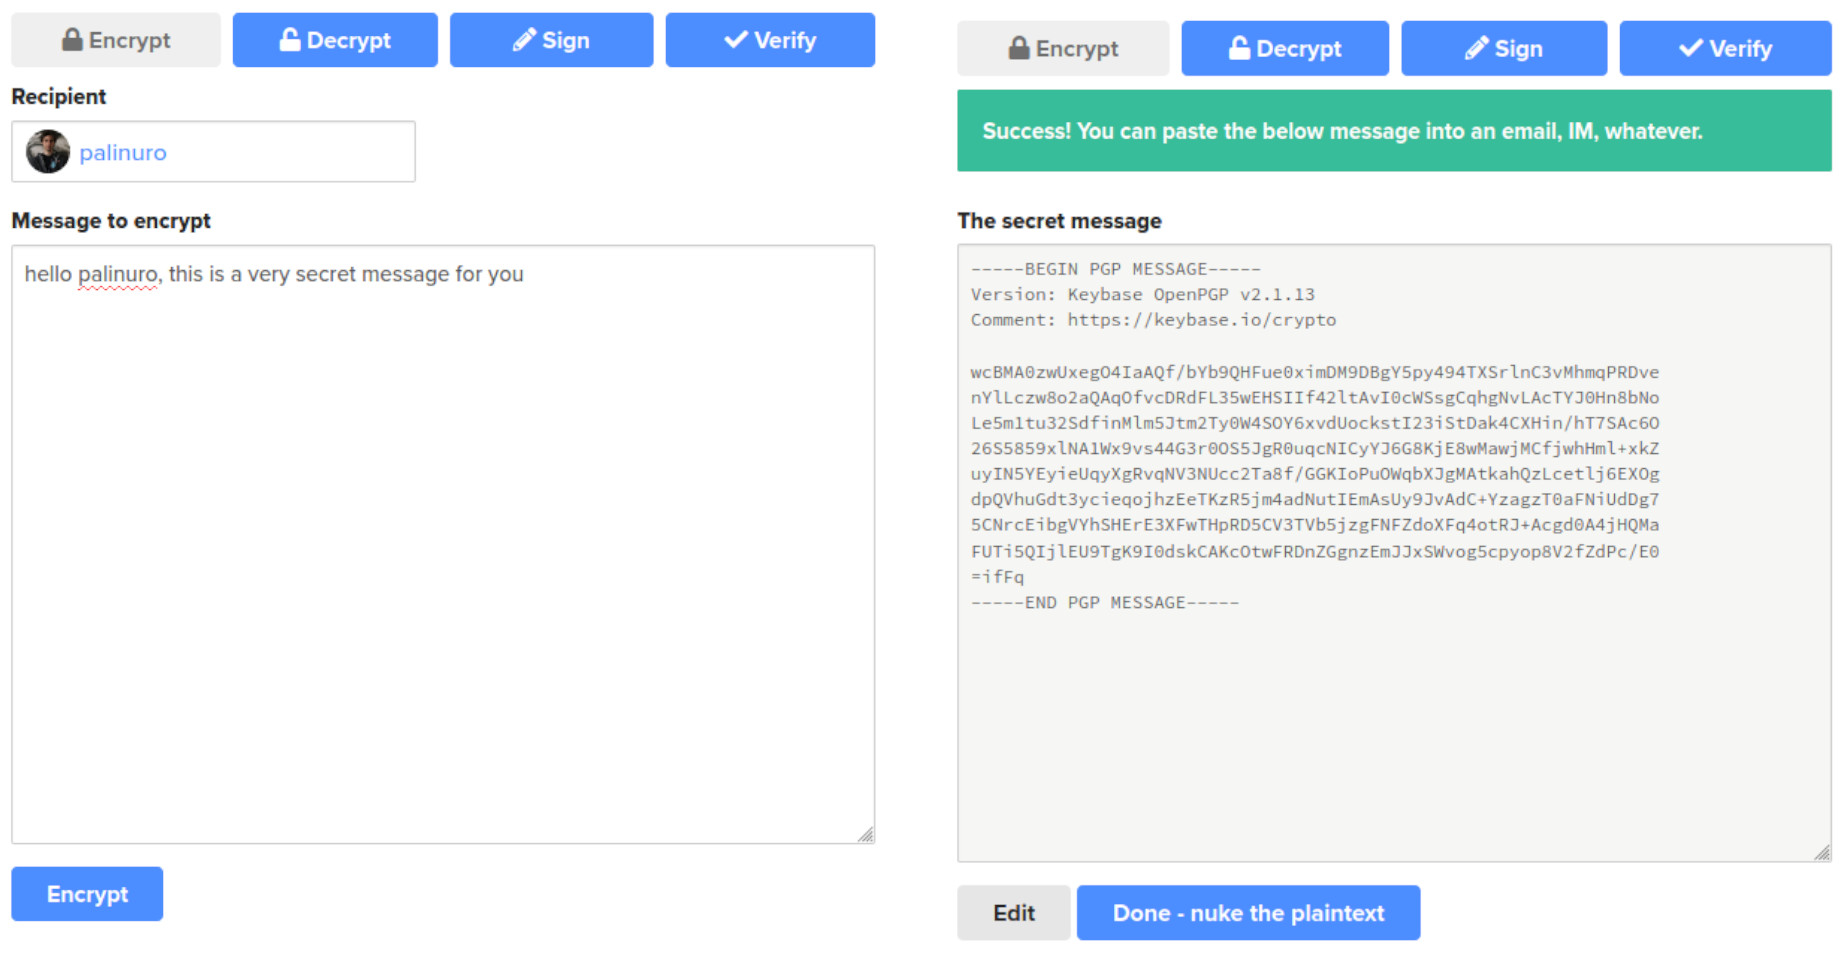 Encrypt
Decrypt
Sign
Verify
Recipient
palinuro
Message to encrypt
hello palinuro, this is a very secret message for you
Encrypt
Encrypt
Decrypt
Sign
Verify
Success! You can paste the below message into an email, IM, whatever.
The secret message
-----BEGIN PGP MESSAGE-----
Version: Keybase OpenPGP v2.1.13
Comment: https://keybase.io/crypto
wcBMA0zwUxegO4IaAQf/bYb9QHFue0ximDM9DBgY5py494TXSrlnC3vMhmqPRDve
nYlLczw8o2aQAqOfvcDRdFL35wEHSIIf42ltAvI0cWSsgCqhgNvLAcTYJ0Hn8bNo
Le5m1tu32SdfinMlm5Jtm2Ty0W4SOY6xvdUockstI23iStDak4CXHin/hT7SAc6O
26S5859xlNA1Wx9vs44G3r0OS5JgR0uqcNICyYJ6G8KjE8wMawjMCfjwhHml+xkZ
uyIN5YEyieUqyXgRvqNV3NUcc2Ta8f/GGKIoPuOWqbXJgMAtkahQzLcetlj6EXOg
dpQVhuGdt3ycieqojhzEeTKzR5jm4adNutIEmAsUy9JvAdC+YzagzT0aFNiUdDg7
5CNrcEibgVYhSHErE3XFwTHpRD5CV3TVb5jzgFNFZdoXFq4otRJ+Acgd0A4jHQMa
FUTi5QIjlEU9TgK9I0dskCAKcOtwFRDnZGgnzEmJJxSWvog5cpyop8V2fZdPc/E0
=ifFq
-----END PGP MESSAGE-----
Edit
Done - nuke the plaintext